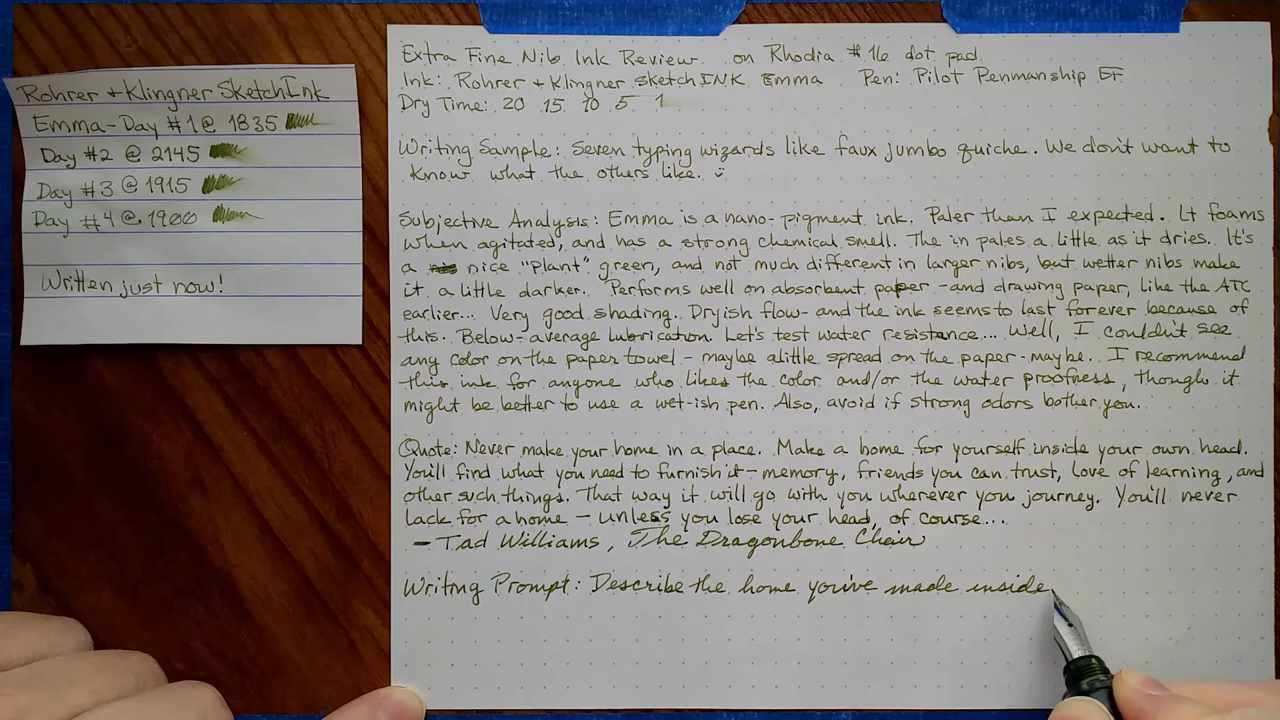 Rohrer + Klingner SketchInk
Emma-Day #1 @ 1835
Day #2 @ 2145
Day #3 @ 1915
Day #4 @ 1900
Written just now!
Extra Fine Nib Ink Review on Rhodia #16 dot pad.
Ink: Rohrer + Klingner SketchINK Emma Pen: Pilot Penmanship EF
Dry Time: 20 15 10 5 1
Writing Sample: Seven typing wizards like faux jumbo quiche. We don't want to
know what the others like. :)
Subjective Analysis: Emma is a nano-pigment ink. Paler than I expected. It foams
when agitated, and has a strong chemical smell. The in pales a little as it dries. It's
a nice "plant" green, and not much different in larger nibs, but wetter nibs make
it a little darker. Performs well on absorbent paper - and drawing paper, like the ATC
earlier... Very good shading. Dryish flow- and the ink seems to last forever because of
this. Below-average lubrication. Let's test water resistance... Well, I couldn't see
any color on the paper towel - maybe a little spread on the paper - maybe. I recommend
this ink for anyone who likes the color and/or the water proofness, though it
might be better to use a wet-ish pen. Also, avoid if strong odors bother you.
Quote: Never make your home in a place. Make a home for yourself inside your own head.
You'll find what you need to furnish it - memory, friends you can trust, love of learning, and
other such things. That way it will go with you wherever you journey. You'll never
lack for a home - unless you lose your head, of course...
- Tad Williams, The Dragonbone Chair
Writing Prompt: Describe the home you've made inside